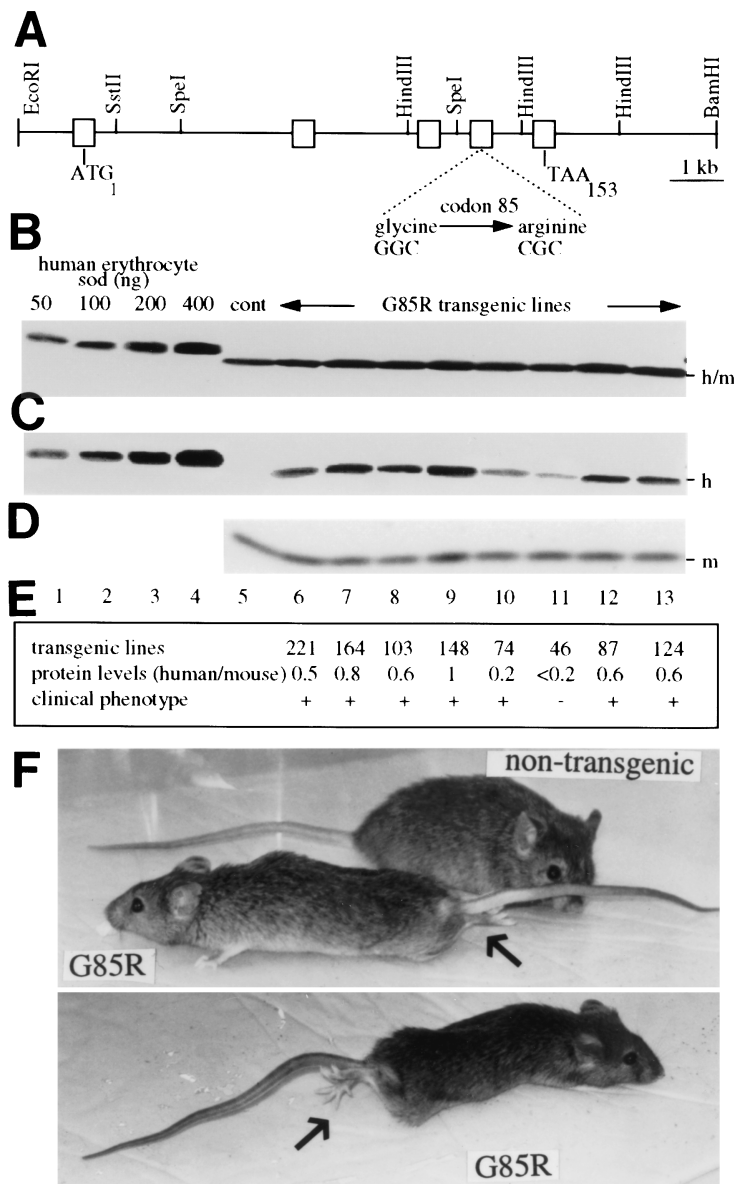 A
EcoRI SstII SpeI HindIII SpeI HindIII HindIII BamHI
ATG1 TAA153 1 kb
codon 85
glycine arginine
GGC CGC
B
human erythrocyte
sod (ng)
50 100 200 400 cont G85R transgenic lines
h/m
C
h
D
m
E 1 2 3 4 5 6 7 8 9 10 11 12 13
transgenic lines 221 164 103 148 74 46 87 124
protein levels (human/mouse) 0.5 0.8 0.6 1 0.2 <0.2 0.6 0.6
clinical phenotype + + + + + - + +
F
non-transgenic
G85R
G85R